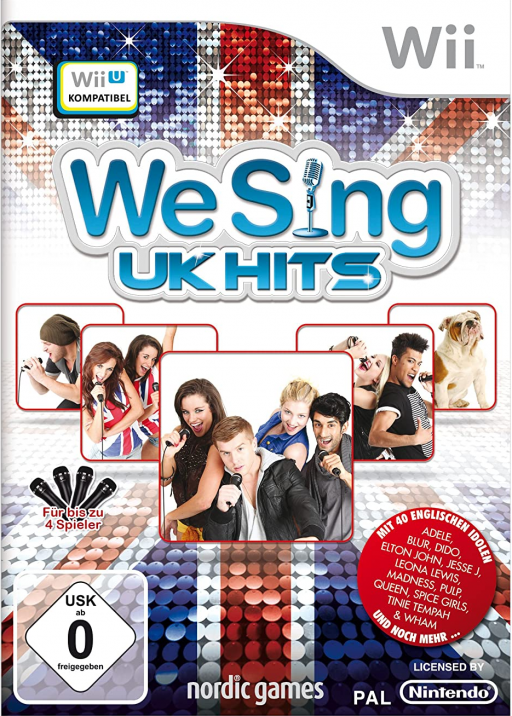 Wii™
Wii U
KOMPATIBEL
We Sing
UK HITS
Für bis zu
4 Spieler
MIT 40 ENGLISCHEN IDOLEN
ADELE,
BLUR, DIDO,
ELTON JOHN, JESSE J,
LEONA LEWIS,
MADNESS, PULP,
QUEEN, SPICE GIRLS,
TINIE TEMPAH
& WHAM
UND NOCH MEHR ...
USK
ab
0
freigegeben
nordic games
PAL
LICENSED BY
Nintendo